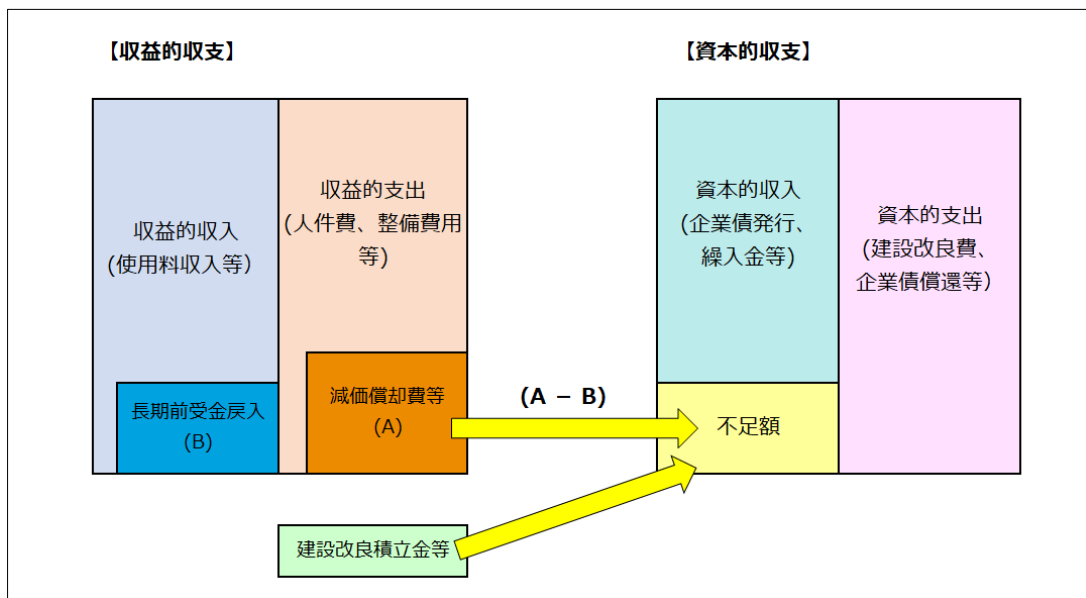 【収益的収支】
【資本的収支】
収益的収入
(使用料収入等)
収益的支出
(人件費、整備費用
等)
長期前受金戻入
(B)
減価償却費等
(A)
(A − B)
資本的収入
(企業債発行、
繰入金等)
不足額
資本的支出
(建設改良費、
企業債償還等)
建設改良積立金等